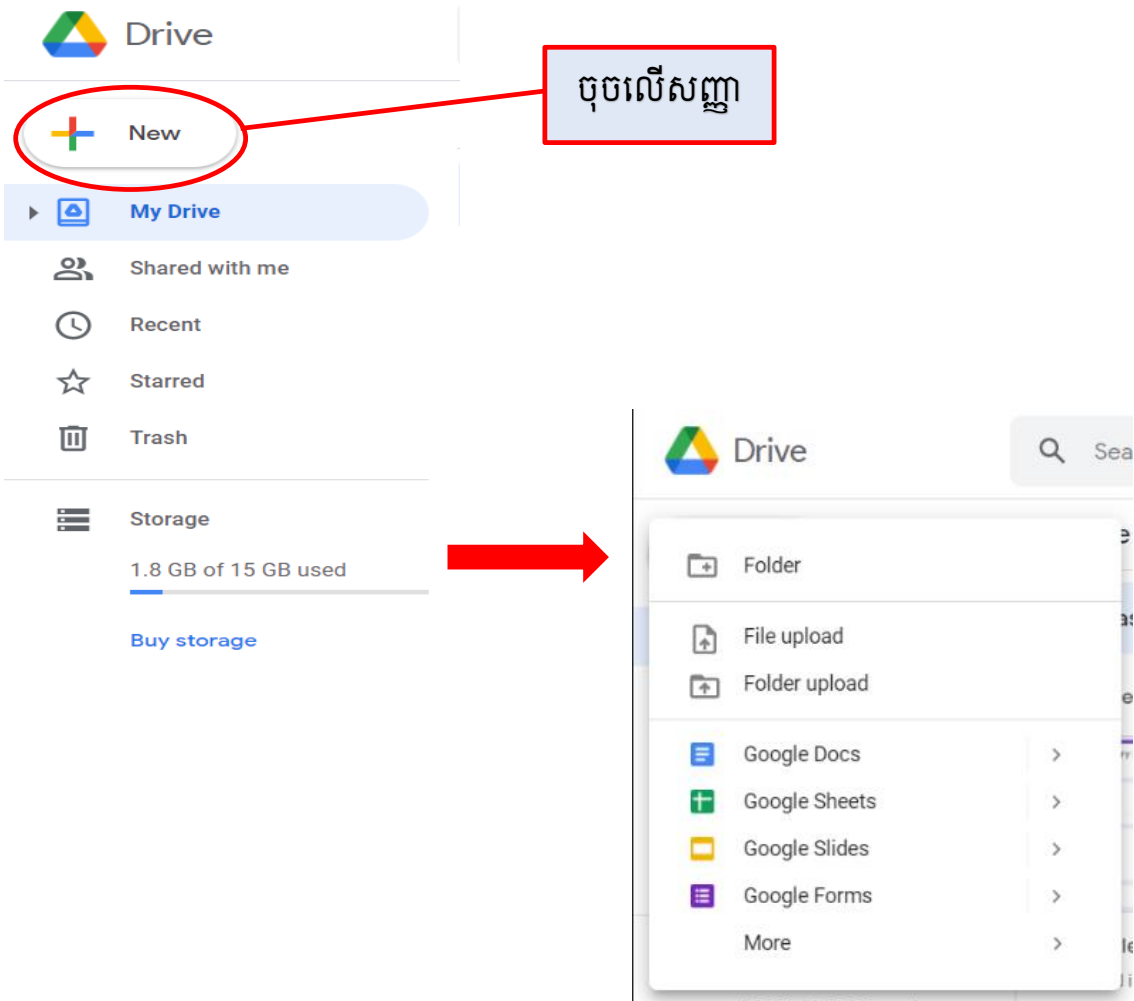 Drive
ចុចលើសញ្ញា
New
My Drive
Shared with me
Recent
Starred
Trash
Storage
1.8 GB of 15 GB used
Buy storage
Drive
Sea
Folder
File upload
Folder upload
Google Docs
Google Sheets
Google Slides
Google Forms
More